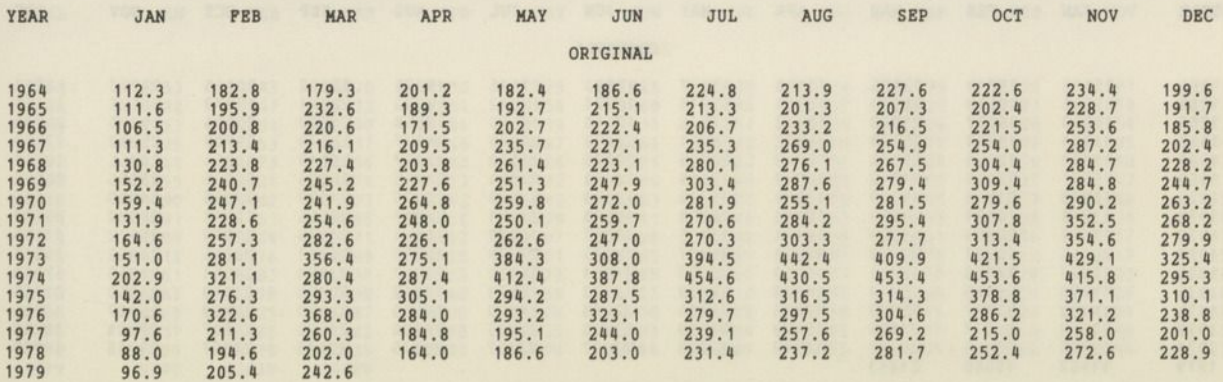 YEAR JAN FEB MAR APR MAY JUN JUL AUG SEP OCT NOV DEC
ORIGINAL
1964 112.3 182.8 179.3 201.2 182.4 186.6 224.8 213.9 227.6 222.6 234.4 199.6
1965 111.6 195.9 232.6 189.3 192.7 215.1 213.3 201.3 207.3 202.4 228.7 191.7
1966 106.5 200.8 220.6 171.5 202.7 222.4 206.7 233.2 216.5 221.5 253.6 185.8
1967 111.3 213.4 216.1 209.5 235.7 227.1 235.3 269.0 254.9 254.0 287.2 202.4
1968 130.8 223.8 227.4 203.8 261.4 223.1 280.1 276.1 267.5 304.4 284.7 228.2
1969 152.2 240.7 245.2 227.6 251.3 247.9 303.4 287.6 279.4 309.4 284.8 244.7
1970 159.4 247.1 241.9 264.8 259.8 272.0 281.9 255.1 281.5 279.6 290.2 263.2
1971 131.9 228.6 254.6 248.0 250.1 259.7 270.6 284.2 295.4 307.8 352.5 268.2
1972 164.6 257.3 282.6 226.1 262.6 247.0 270.3 303.3 277.7 313.4 354.6 279.9
1973 151.0 281.1 356.4 275.1 384.3 308.0 394.5 442.4 409.9 421.5 429.1 325.4
1974 202.9 321.1 280.4 287.4 412.4 387.8 454.6 430.5 453.4 453.6 415.8 295.3
1975 142.0 276.3 293.3 305.1 294.2 287.5 312.6 316.5 314.3 378.8 371.1 310.1
1976 170.6 322.6 368.0 284.0 293.2 323.1 279.7 297.5 304.6 286.2 321.2 238.8
1977 97.6 211.3 260.3 184.8 195.1 244.0 239.1 257.6 269.2 215.0 258.0 201.0
1978 88.0 194.6 202.0 164.0 186.6 203.0 231.4 237.2 281.7 252.4 272.6 228.9
1979 96.9 205.4 242.6